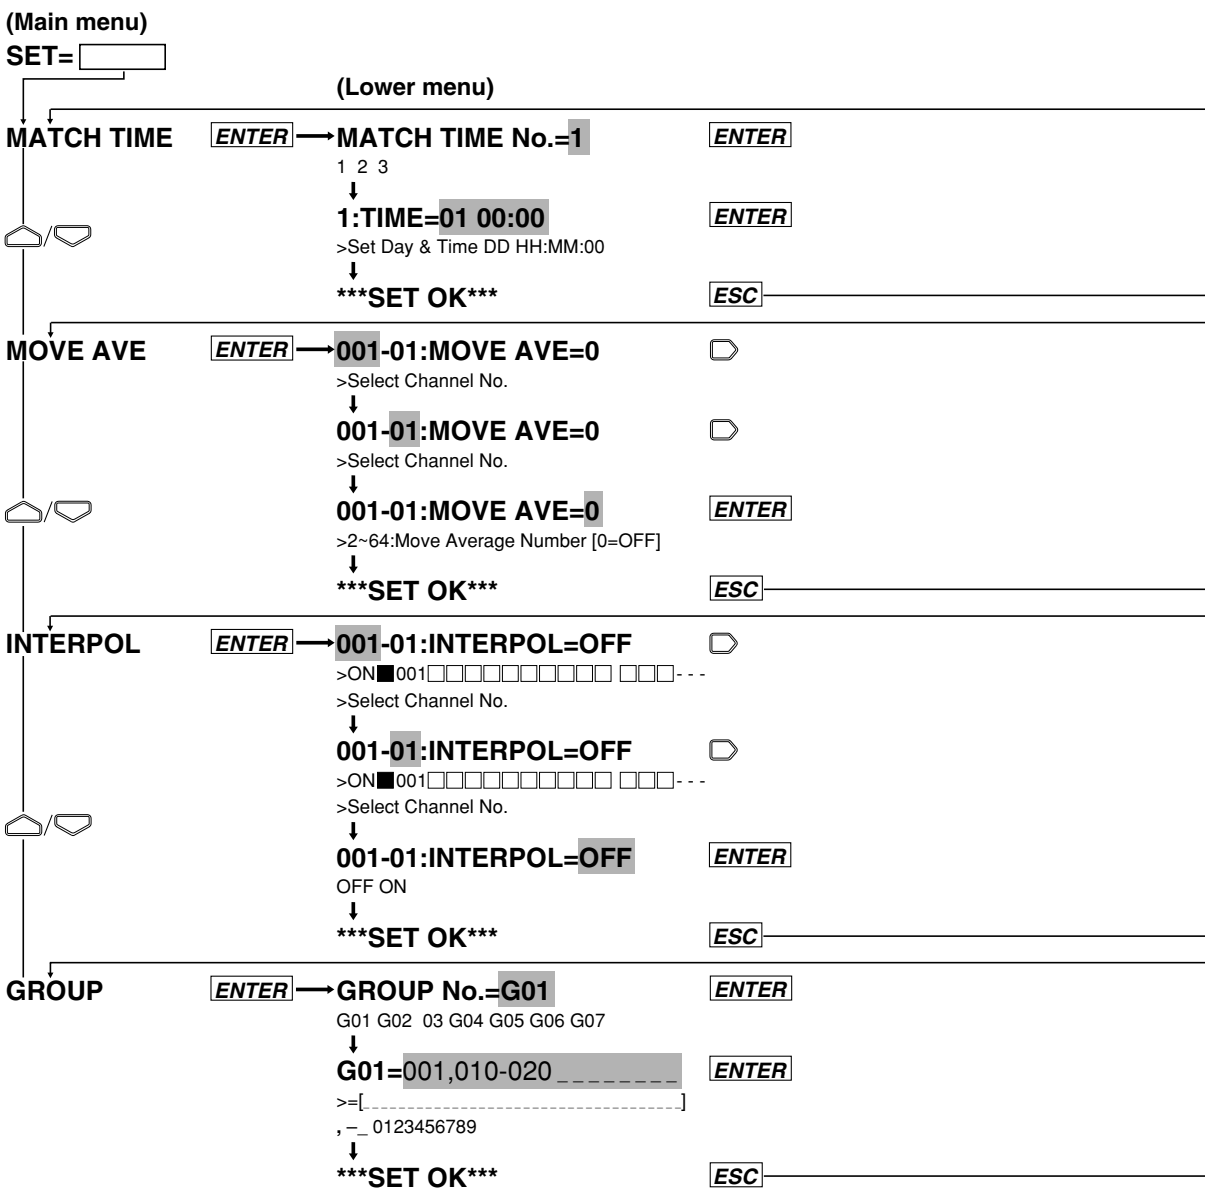 (Main menu)
SET=
(Lower menu)
MATCH TIME ENTER MATCH TIME No.=1 ENTER
1 2 3
1:TIME=01 00:00 ENTER
/
>Set Day & Time DD HH:MM:00
***SET OK*** ESC
MOVE AVE ENTER 001-01:MOVE AVE=0
>Select Channel No.
001-01:MOVE AVE=0
>Select Channel No.
/ 001-01:MOVE AVE=0 ENTER
>2~64:Move Average Number [0=OFF]
***SET OK*** ESC
INTERPOL ENTER 001-01:INTERPOL=OFF
>ON■001□□□□□□□□□□ □□□- - -
>Select Channel No.
001-01:INTERPOL=OFF
>ON■001□□□□□□□□□□ □□□- - -
>Select Channel No.
/
001-01:INTERPOL=OFF ENTER
OFF ON
***SET OK*** ESC
GROUP ENTER GROUP No.=G01 ENTER
G01 G02 03 G04 G05 G06 G07
G01=001,010-020 _ _ _ _ _ _ _ _ ENTER
>=[___________________________________]
, –_ 0123456789
***SET OK*** ESC